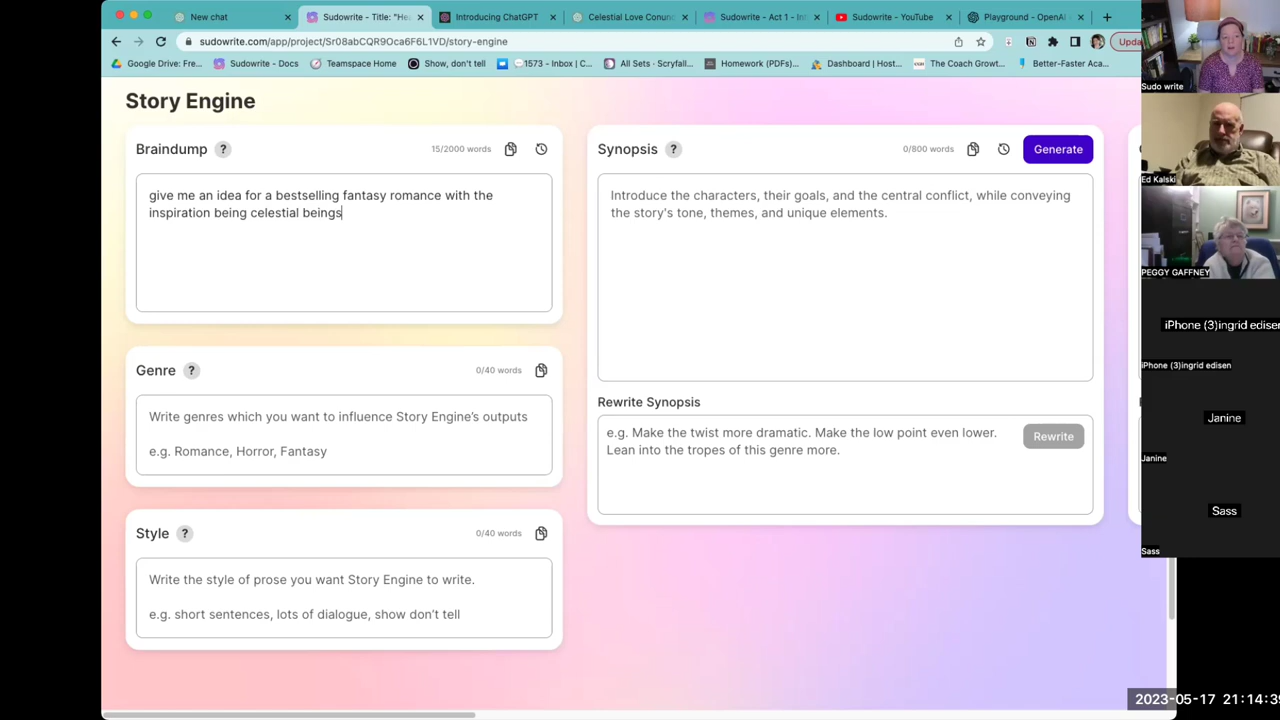 New chat
Sudowrite - Title: "Hea
Introducing ChatGPT
Celestial Love Conun
Sudowrite - Act 1 - In
Sudowrite - YouTube
Playground - OpenAI
sudowrite.com/app/project/Sr08abCQR9Oca6F6L1VD/story-engine
Upda
Google Drive: Fre...
Sudowrite - Docs
Teamspace Home
Show, don't tell
1573 - Inbox | C...
All Sets · Scryfall...
Homework (PDFs)...
Dashboard | Host...
The Coach Growt...
Better-Faster Aca...
Story Engine
Braindump ?
15/2000 words
give me an idea for a bestselling fantasy romance with the
inspiration being celestial beings
Genre ?
0/40 words
Write genres which you want to influence Story Engine's outputs
e.g. Romance, Horror, Fantasy
Style ?
0/40 words
Write the style of prose you want Story Engine to write.
e.g. short sentences, lots of dialogue, show don't tell
Synopsis ?
0/800 words
Generate
Introduce the characters, their goals, and the central conflict, while conveying
the story's tone, themes, and unique elements.
Rewrite Synopsis
e.g. Make the twist more dramatic. Make the low point even lower.
Lean into the tropes of this genre more.
Rewrite
Sudo write
Ed Kalski
PEGGY GAFFNEY
iPhone (3)ingrid edisen
iPhone (3)ingrid edisen
Janine
Janine
Sass
Sass
2023-05-17 21:14:39